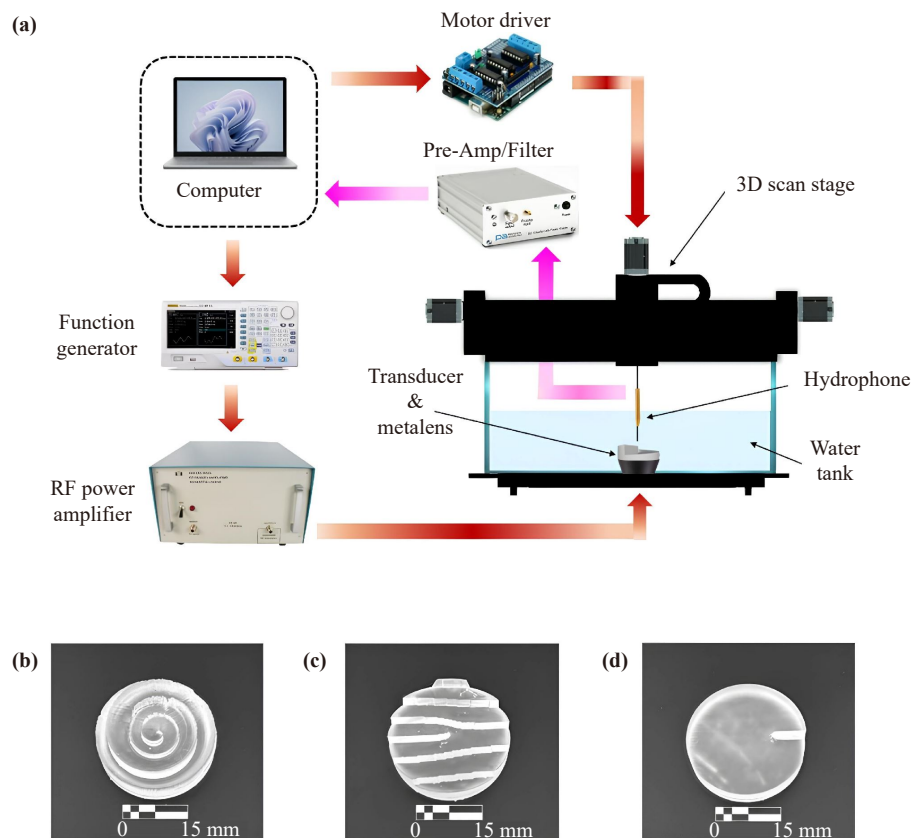 (a)
Motor driver
Computer
Pre-Amp/Filter
3D scan stage
Function
generator
Transducer
&
metalens
Hydrophone
Water
tank
RF power
amplifier
(b)
(c)
(d)
0 15 mm
0 15 mm
0 15 mm